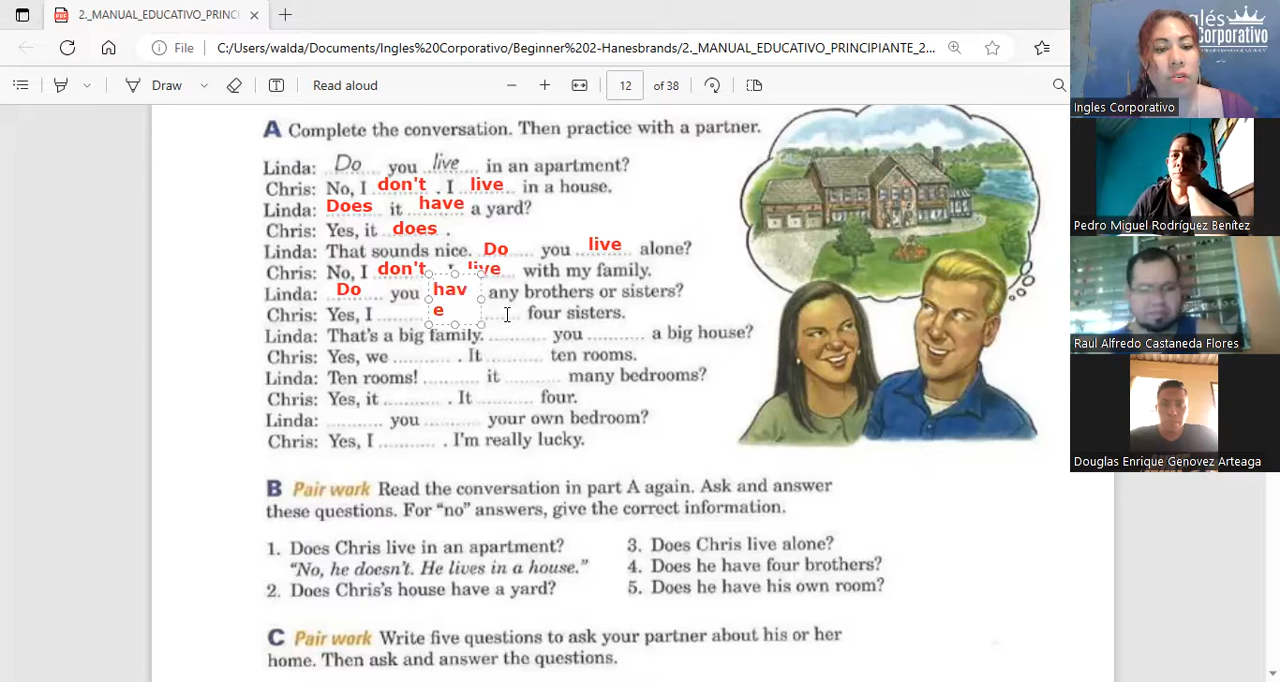 2._MANUAL_EDUCATIVO_PRINCI
File C:/Users/walda/Documents/Ingles%20Corporativo/Beginner%202-Hanesbrands/2._MANUAL_EDUCATIVO_PRINCIPIANTE_2...
Draw Read aloud 12 of 38
A Complete the conversation. Then practice with a partner.
Linda: Do you live in an apartment?
Chris: No, I don't . I live in a house.
Linda: Does it have a yard?
Chris: Yes, it does .
Linda: That sounds nice. Do you live alone?
Chris: No, I don't . I live with my family.
Linda: Do you have any brothers or sisters?
Chris: Yes, I ........... ........... four sisters.
Linda: That's a big family. ........... you ........... a big house?
Chris: Yes, we ........... . It ........... ten rooms.
Linda: Ten rooms! ........... it ........... many bedrooms?
Chris: Yes, it ........... . It ........... four.
Linda: ........... you ........... your own bedroom?
Chris: Yes, I ........... . I'm really lucky.
B Pair work Read the conversation in part A again. Ask and answer
these questions. For "no" answers, give the correct information.
1. Does Chris live in an apartment?
"No, he doesn't. He lives in a house."
2. Does Chris's house have a yard?
3. Does Chris live alone?
4. Does he have four brothers?
5. Does he have his own room?
C Pair work Write five questions to ask your partner about his or her
home. Then ask and answer the questions.
Inglés Corporativo
Ingles Corporativo
Pedro Miguel Rodríguez Benítez
Raul Alfredo Castaneda Flores
Douglas Enrique Genovez Arteaga